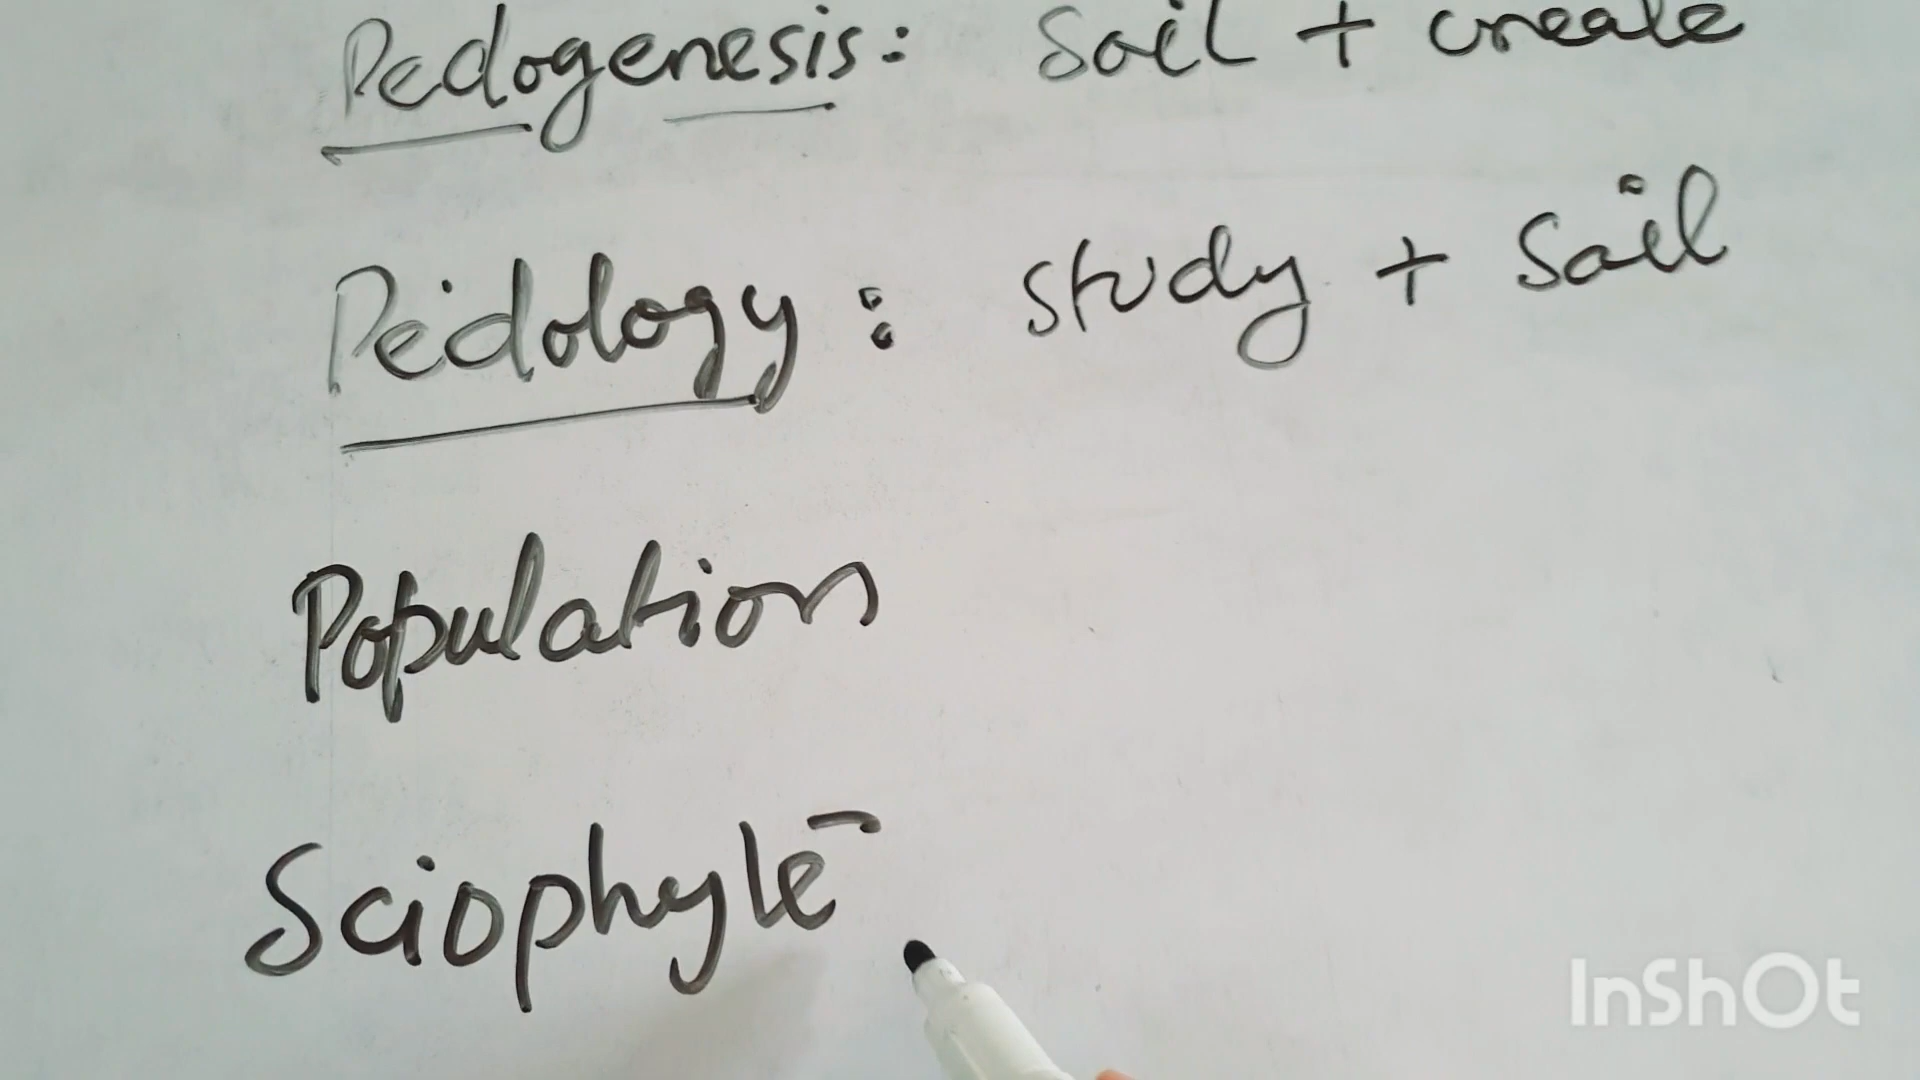 Pedogenesis: Soil + create
Pedology: Study + Soil
Population
Sciophyte
InShOt